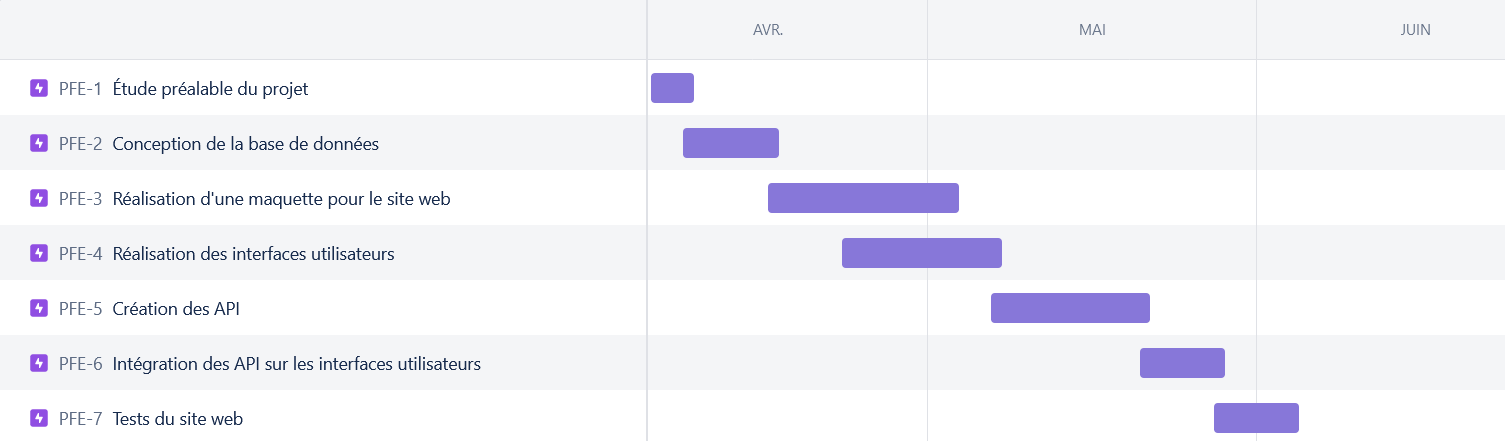 AVR. MAI JUIN
PFE-1 Étude préalable du projet
PFE-2 Conception de la base de données
PFE-3 Réalisation d'une maquette pour le site web
PFE-4 Réalisation des interfaces utilisateurs
PFE-5 Création des API
PFE-6 Intégration des API sur les interfaces utilisateurs
PFE-7 Tests du site web